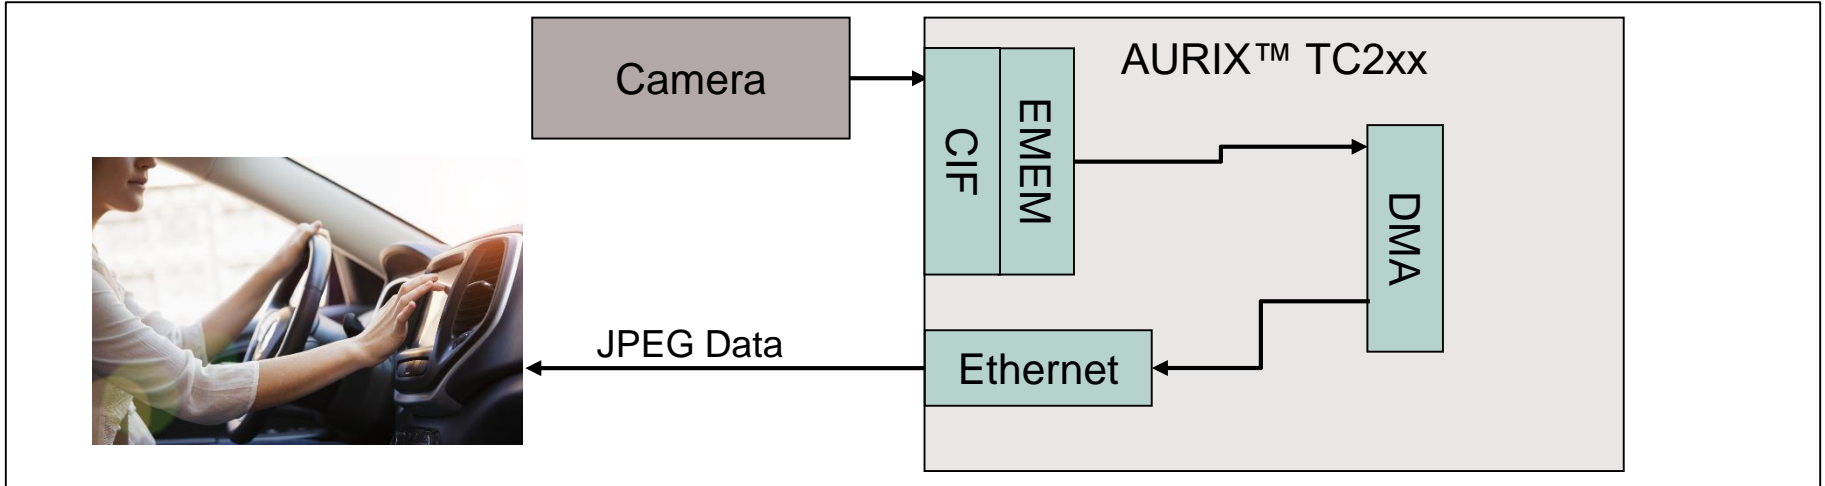 Camera
AURIX™ TC2xx
CIF
EMEM
DMA
JPEG Data
Ethernet